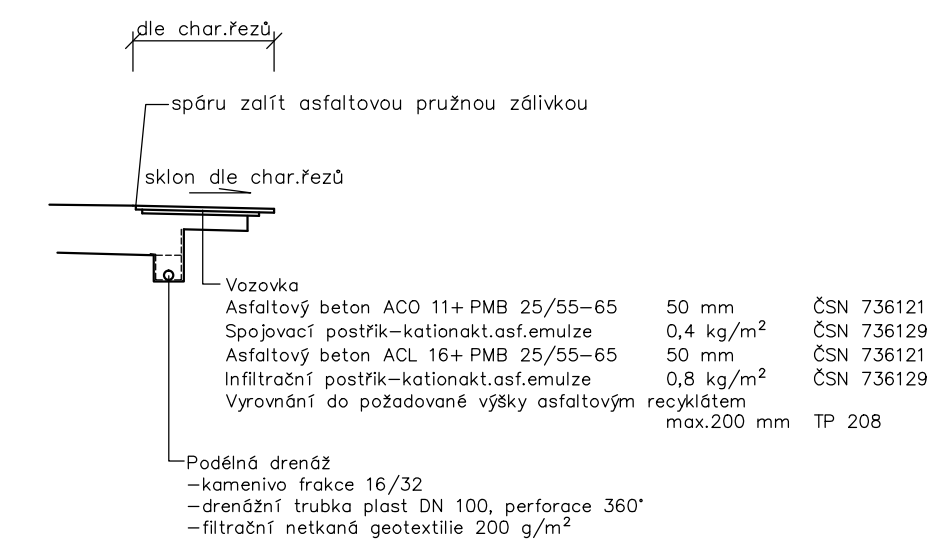 dle char.řezů
spáru zalít asfaltovou pružnou zálivkou
sklon dle char.řezů
Vozovka
Asfaltový beton ACO 11+ PMB 25/55-65 50 mm ČSN 736121
Spojovací postřik-kationakt.asf.emulze 0,4 kg/m² ČSN 736129
Asfaltový beton ACL 16+ PMB 25/55-65 50 mm ČSN 736121
Infiltrační postřik-kationakt.asf.emulze 0,8 kg/m² ČSN 736129
Vyrovnání do požadované výšky asfaltovým recyklátem
max.200 mm TP 208
Podélná drenáž
-kamenivo frakce 16/32
-drenážní trubka plast DN 100, perforace 360°
-filtrační netkaná geotextilie 200 g/m²